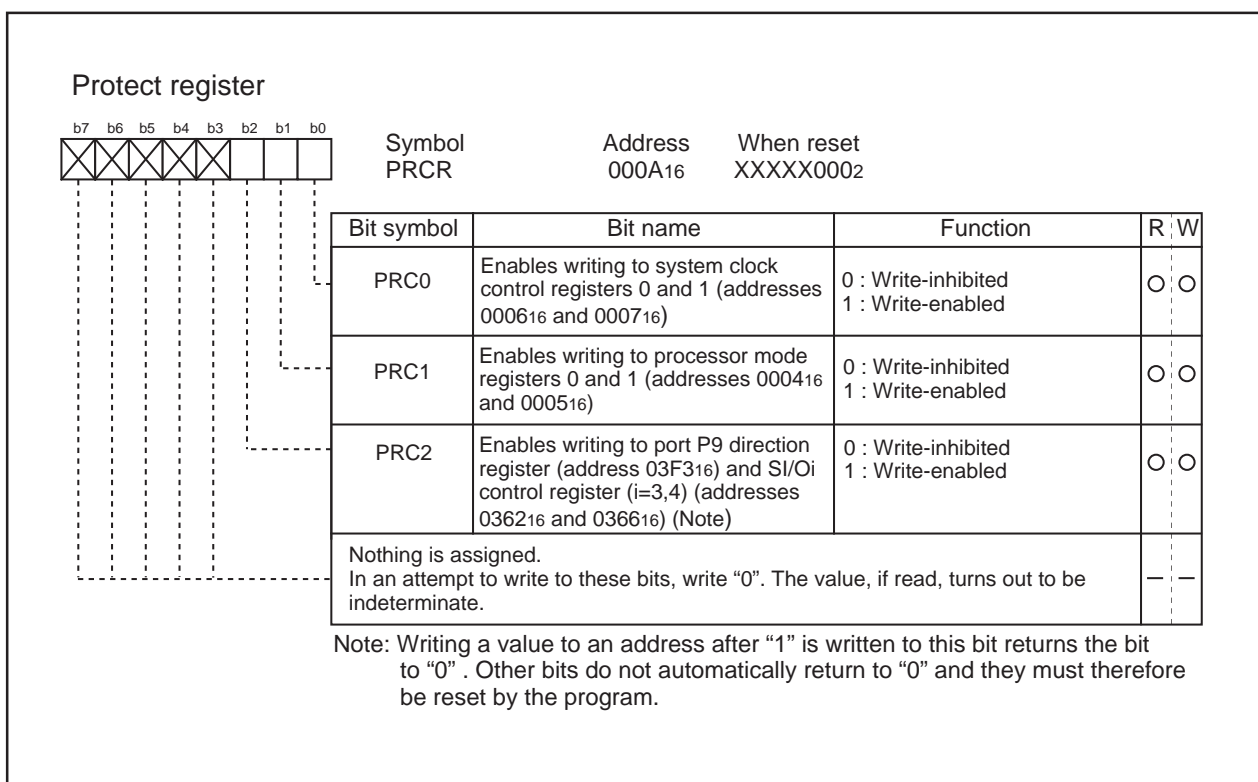 Protect register
b7 b6 b5 b4 b3 b2 b1 b0
Symbol Address When reset
PRCR 000A16 XXXXX0002
Bit symbol Bit name Function R W
PRC0 Enables writing to system clock control registers 0 and 1 (addresses 000616 and 000716) 0 : Write-inhibited 1 : Write-enabled
PRC1 Enables writing to processor mode registers 0 and 1 (addresses 000416 and 000516) 0 : Write-inhibited 1 : Write-enabled
PRC2 Enables writing to port P9 direction register (address 03F316) and SI/Oi control register (i=3,4) (addresses 036216 and 036616) (Note) 0 : Write-inhibited 1 : Write-enabled
Nothing is assigned.
In an attempt to write to these bits, write “0”. The value, if read, turns out to be
indeterminate.
Note: Writing a value to an address after “1” is written to this bit returns the bit
to “0” . Other bits do not automatically return to “0” and they must therefore
be reset by the program.